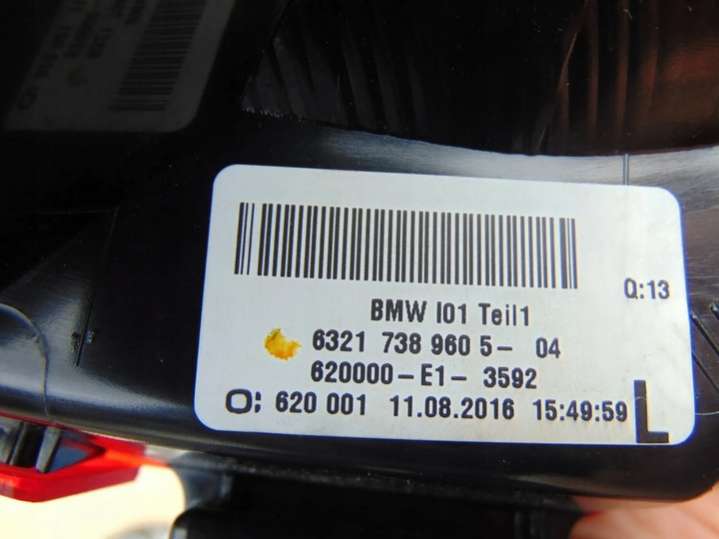 Q:13
BMW I01 Teil1
6321 738 960 5- 04
620000-E1- 3592
O: 620 001 11.08.2016 15:49:59 L